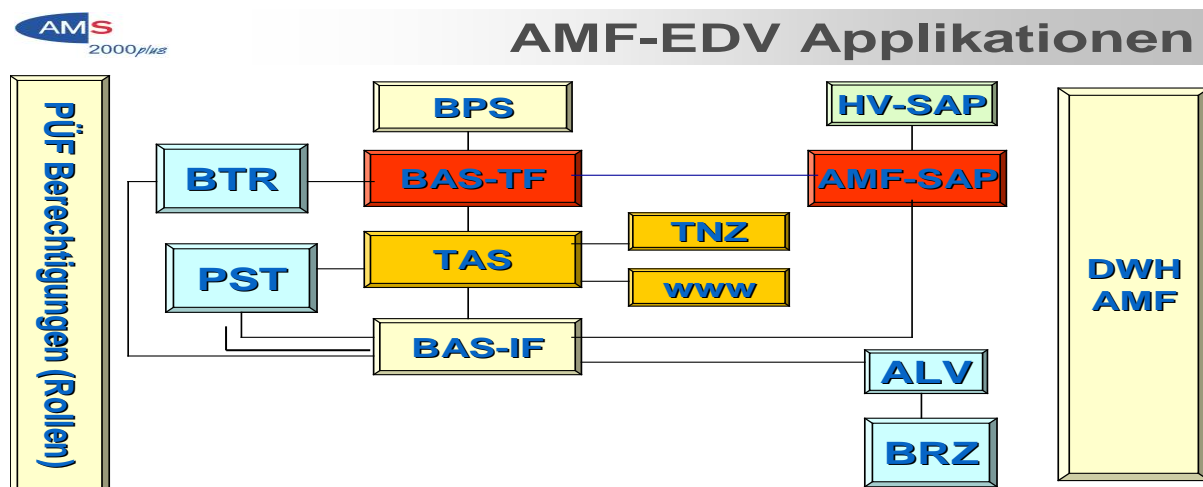 AMS
2000plus
AMF-EDV Applikationen
PÜF Berechtigungen (Rollen)
BPS
HV-SAP
BTR
BAS-TF
AMF-SAP
TNZ
TAS
PST
www
DWH
AMF
BAS-IF
ALV
BRZ